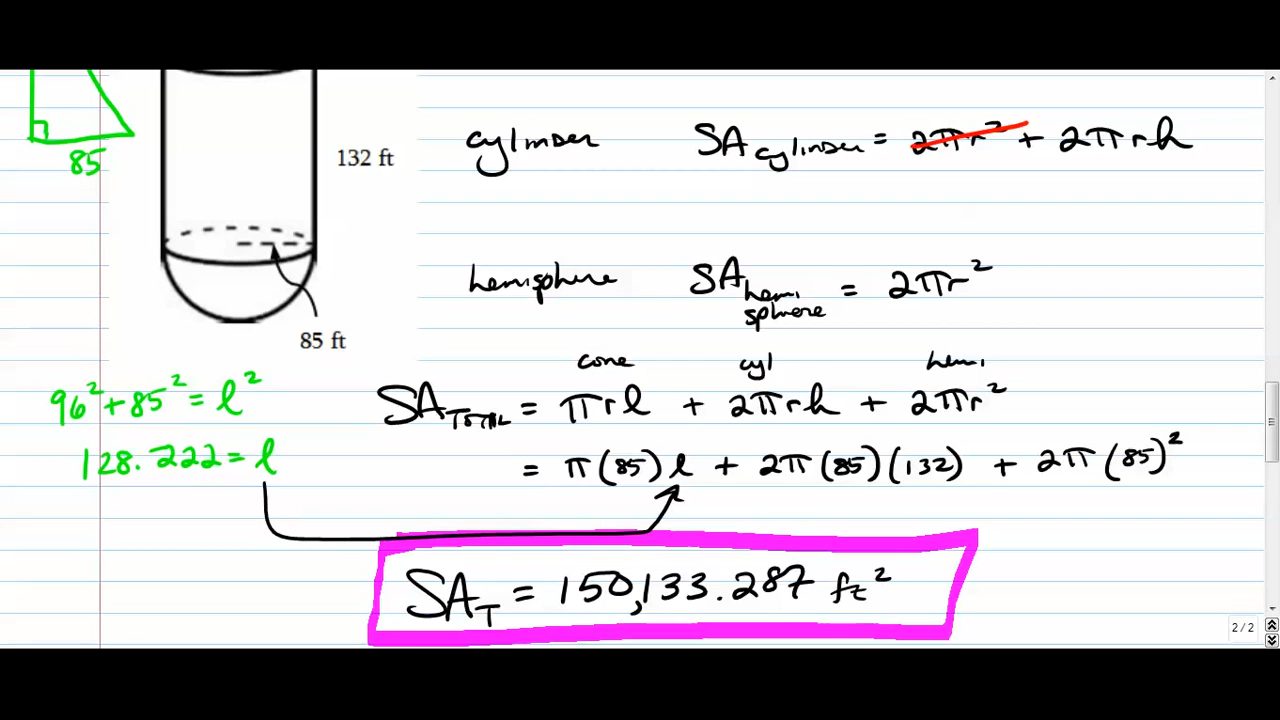 cylinder SA cylinder = 2πr² + 2πrh
85
132 ft
hemisphere SA hemi sphere = 2πr²
85 ft
cone cyl hemi
96² + 85² = l²
SA TOTAL = πrl + 2πrh + 2πr²
128.222 = l
= π(85)l + 2π(85)(132) + 2π(85)²
SA_T = 150,133.287 ft²
2/2